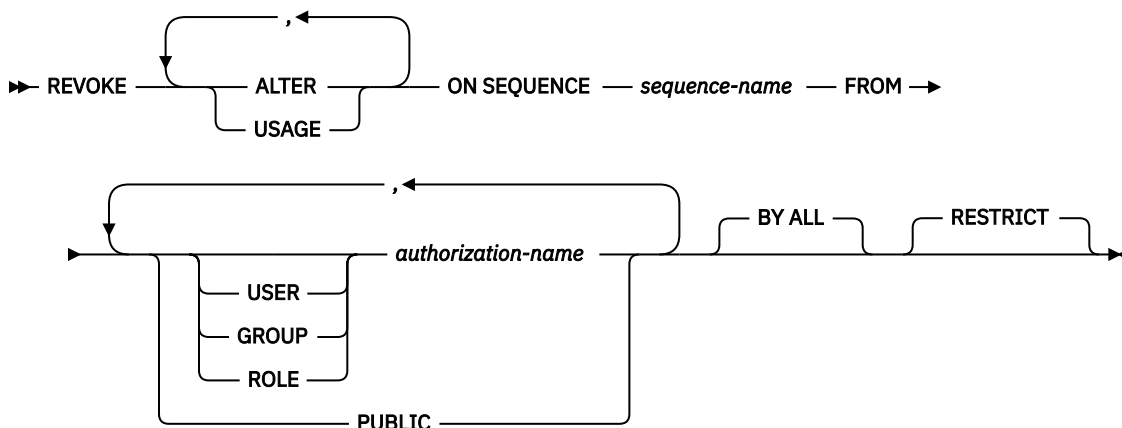 ,
REVOKE ALTER ON SEQUENCE sequence-name FROM
USAGE
,
BY ALL RESTRICT
authorization-name
USER
GROUP
ROLE
PUBLIC